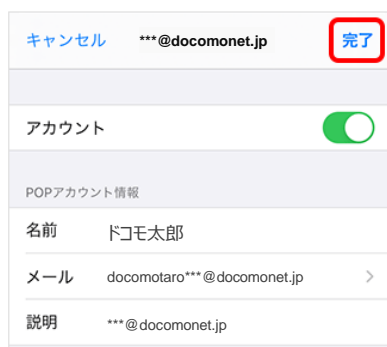 キャンセル ***@docomonet.jp 完了
アカウント
POPアカウント情報
名前 ドコモ太郎
メール docomotaro***@docomonet.jp
説明 ***@docomonet.jp